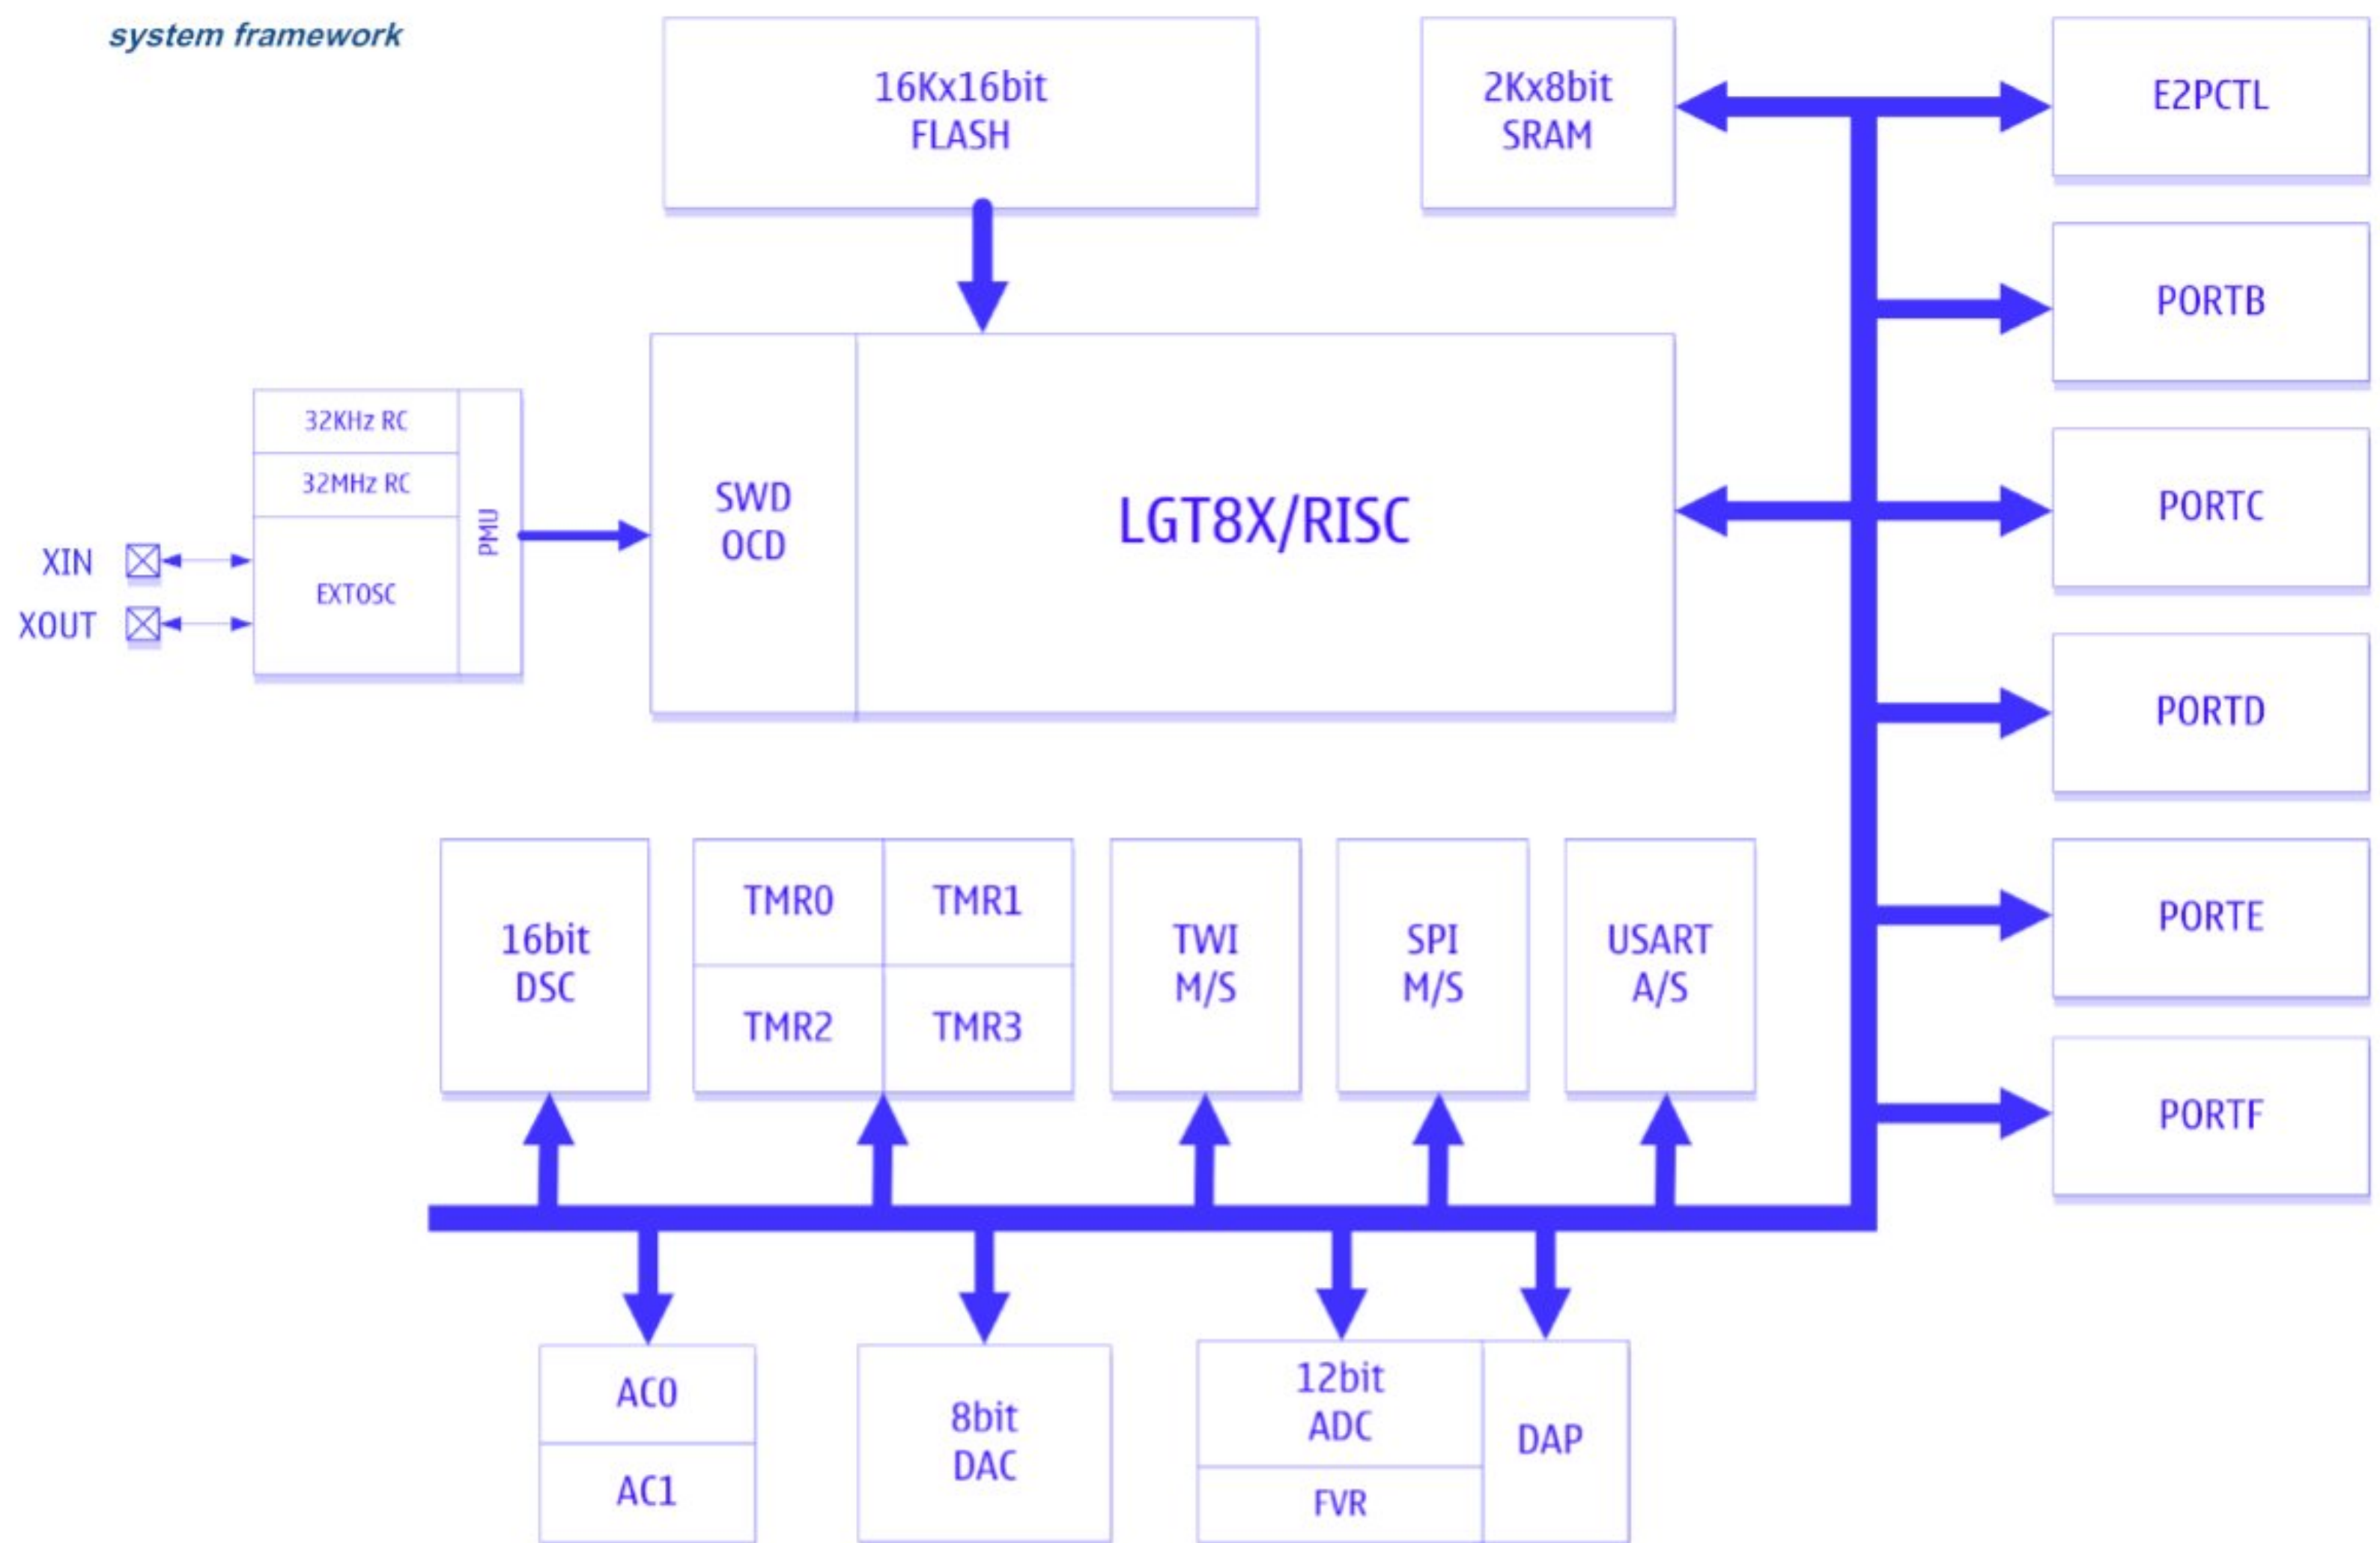 system framework
16Kx16bit
FLASH
2Kx8bit
SRAM
E2PCTL
PORTB
32KHz RC
32MHz RC
EXTOSC
PMU
XIN
XOUT
SWD
OCD
LGT8X/RISC
PORTC
PORTD
16bit
DSC
TMR0
TMR1
TMR2
TMR3
TWI
M/S
SPI
M/S
USART
A/S
PORTE
PORTF
AC0
AC1
8bit
DAC
12bit
ADC
FVR
DAP